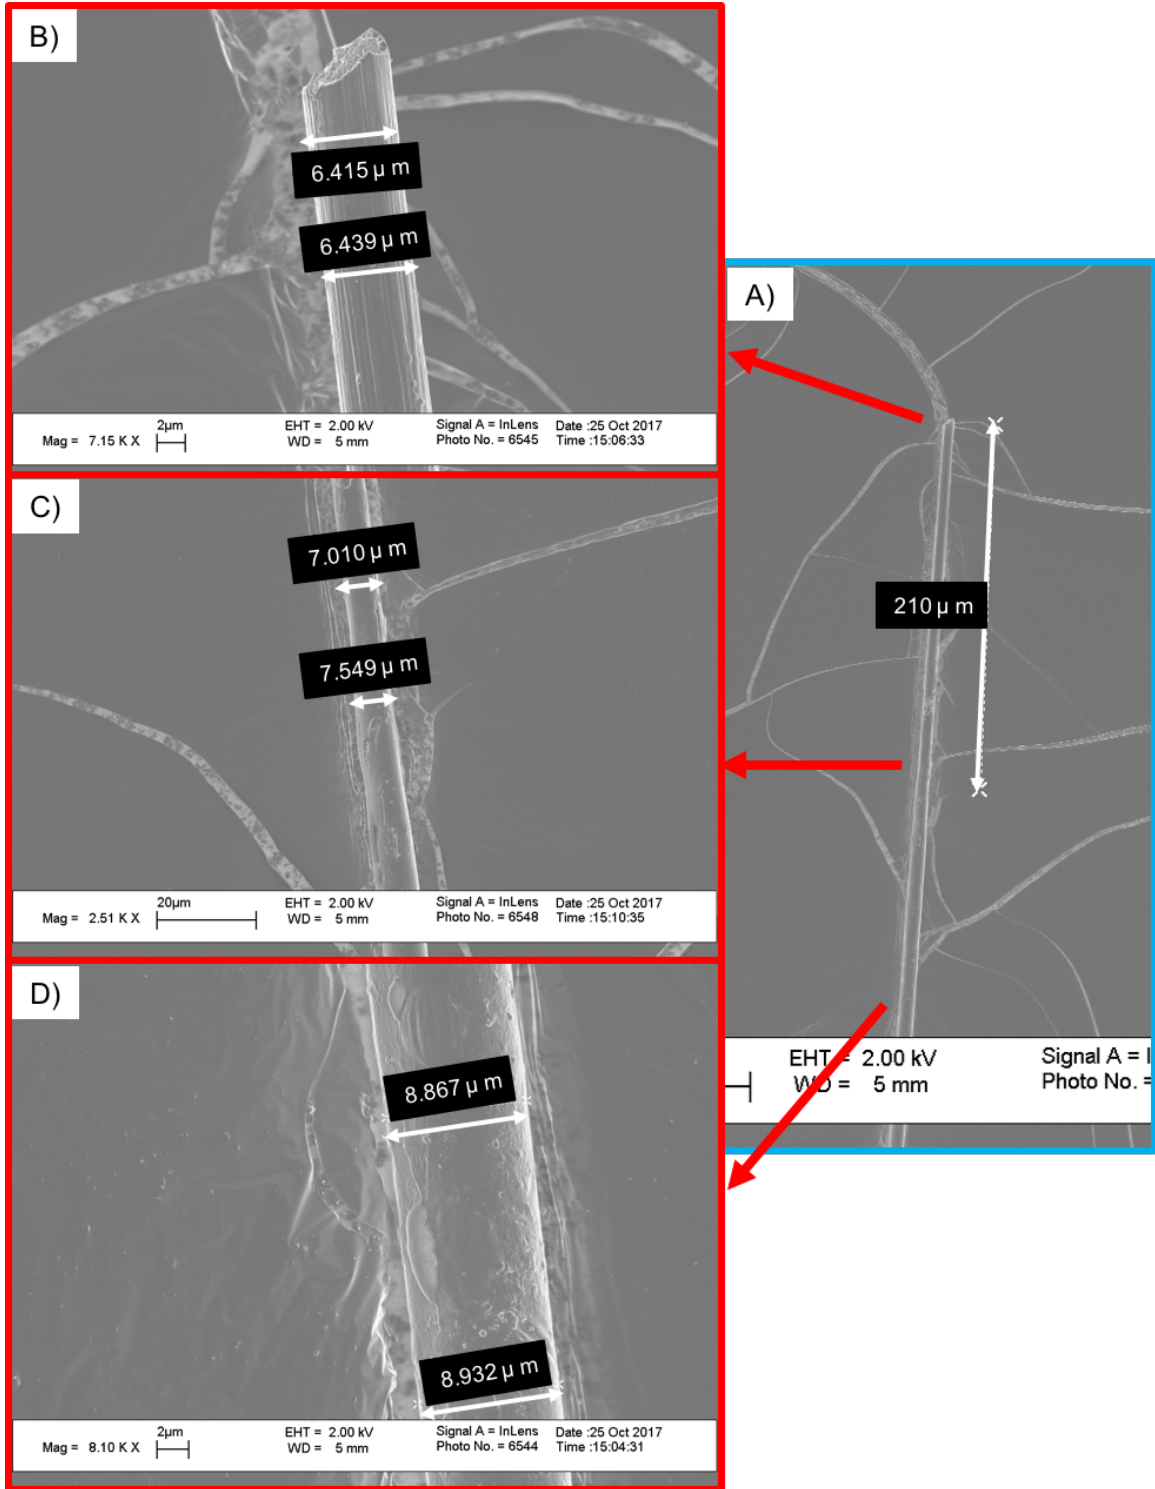 B)
6.415 µ m
6.439 µ m
Mag = 7.15 K X
2µm
EHT = 2.00 kV
WD = 5 mm
Signal A = InLens
Photo No. = 6545
Date :25 Oct 2017
Time :15:06:33
A)
210 µ m
EHT = 2.00 kV
WD = 5 mm
Signal A = I
Photo No. =
C)
7.010 µ m
7.549 µ m
Mag = 2.51 K X
20µm
EHT = 2.00 kV
WD = 5 mm
Signal A = InLens
Photo No. = 6548
Date :25 Oct 2017
Time :15:10:35
D)
8.867 µ m
8.932 µ m
Mag = 8.10 K X
2µm
EHT = 2.00 kV
WD = 5 mm
Signal A = InLens
Photo No. = 6544
Date :25 Oct 2017
Time :15:04:31